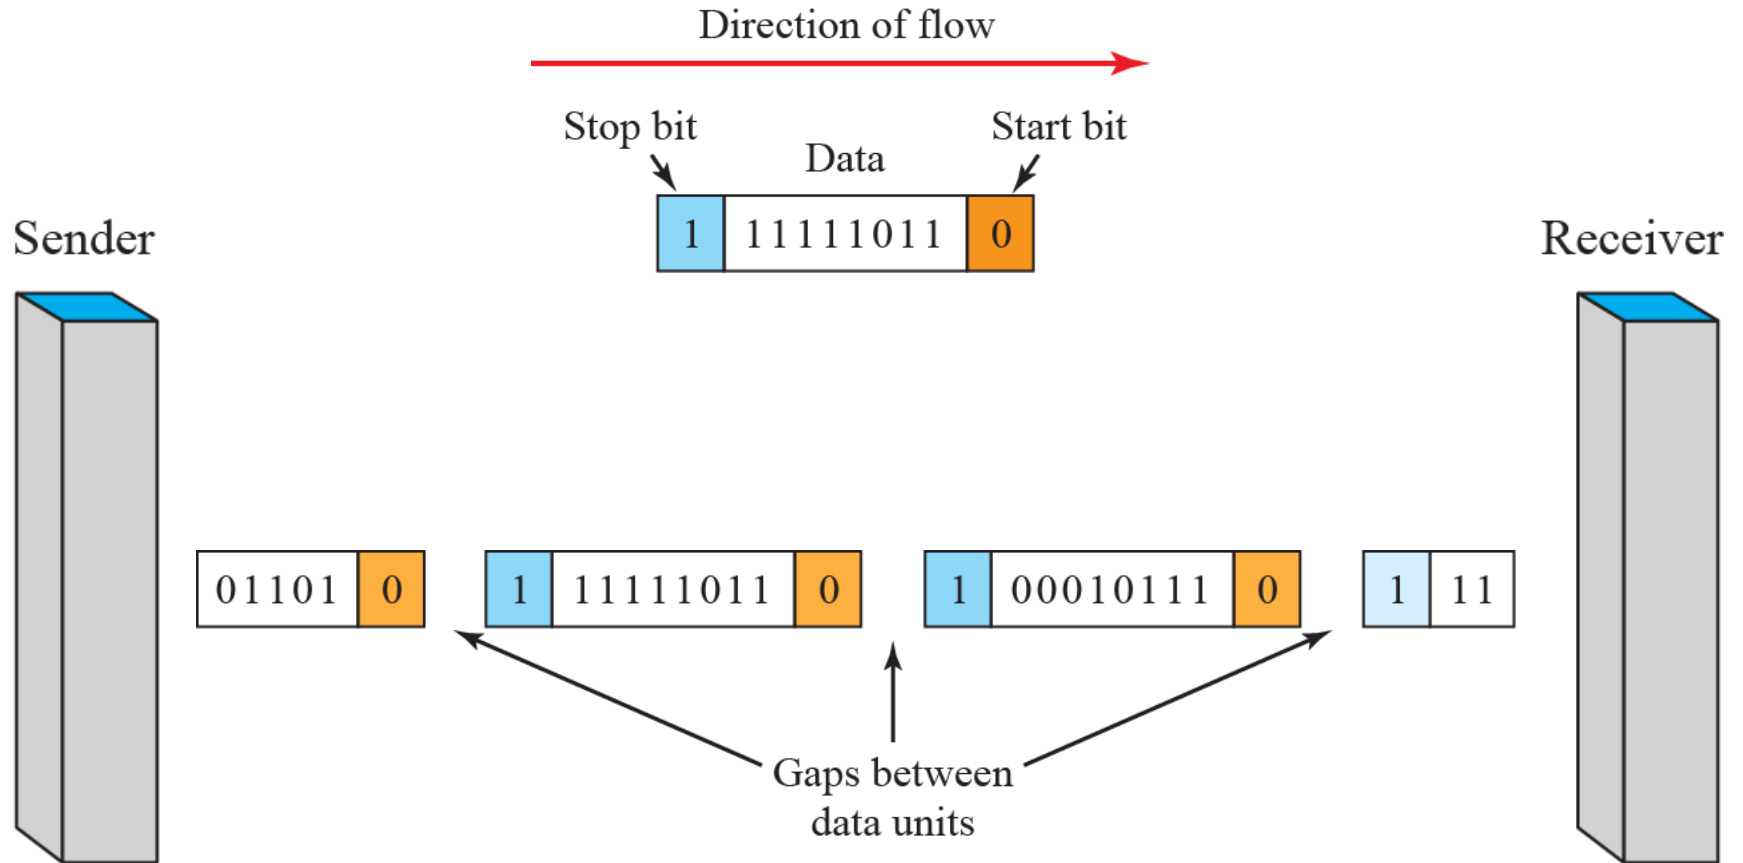 Direction of flow
Stop bit
Start bit
Data
1 11111011 0
Sender
Receiver
01101 0
1 11111011 0
1 00010111 0
1 11
Gaps between
data units